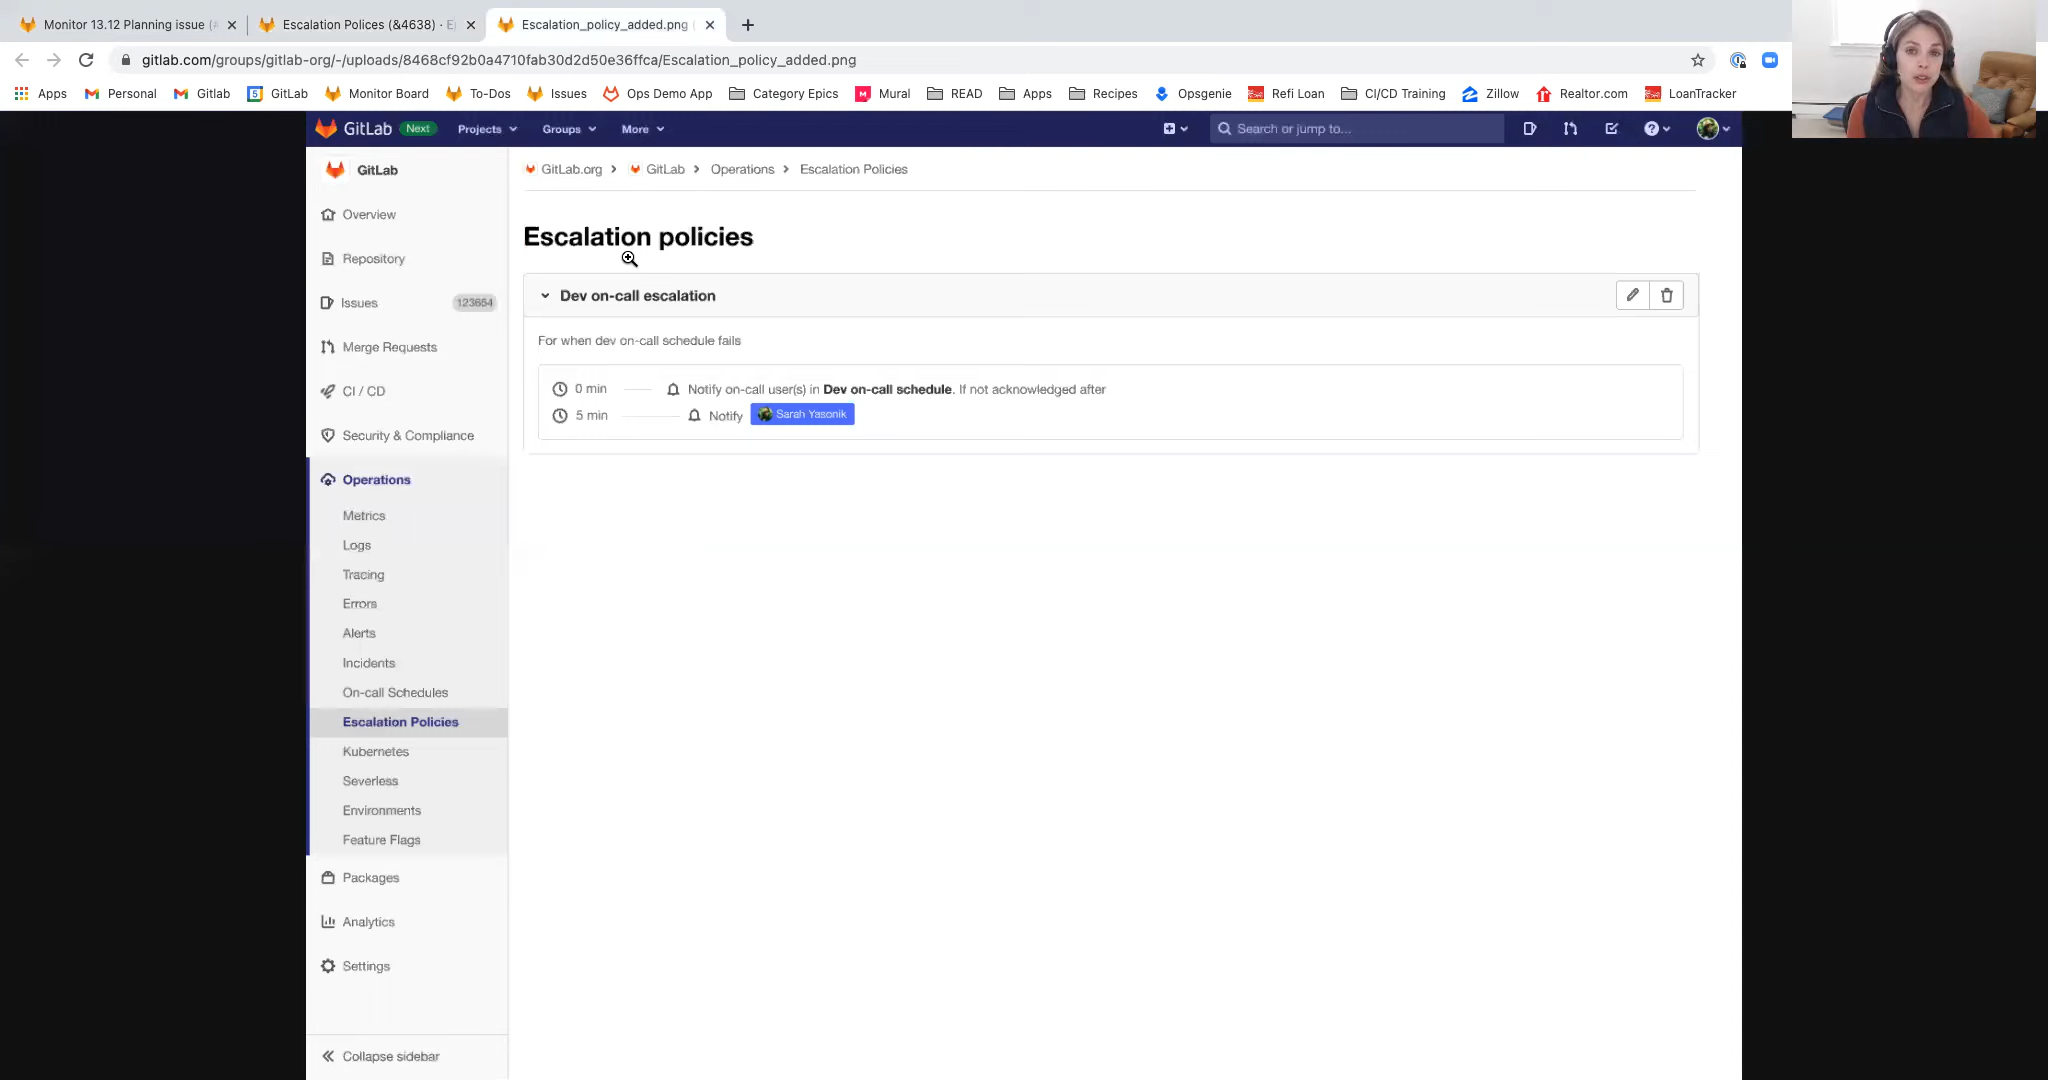 Monitor 13.12 Planning issue (
Escalation Polices (&4638) · E
Escalation_policy_added.png (
gitlab.com/groups/gitlab-org/-/uploads/8468cf92b0a4710fab30d2d50e36ffca/Escalation_policy_added.png
Apps Personal Gitlab 5 GitLab Monitor Board To-Dos Issues Ops Demo App Category Epics Mural READ Apps Recipes Opsgenie Refi Loan CI/CD Training Zillow Realtor.com LoanTracker
GitLab Next Projects Groups More Search or jump to...
GitLab
GitLab.org > GitLab > Operations > Escalation Policies
Overview
Repository
Issues 123654
Merge Requests
CI / CD
Security & Compliance
Operations
Metrics
Logs
Tracing
Errors
Alerts
Incidents
On-call Schedules
Escalation Policies
Kubernetes
Severless
Environments
Feature Flags
Packages
Analytics
Settings
Collapse sidebar
Escalation policies
Dev on-call escalation
For when dev on-call schedule fails
0 min Notify on-call user(s) in Dev on-call schedule. If not acknowledged after
5 min Notify Sarah Yasonik